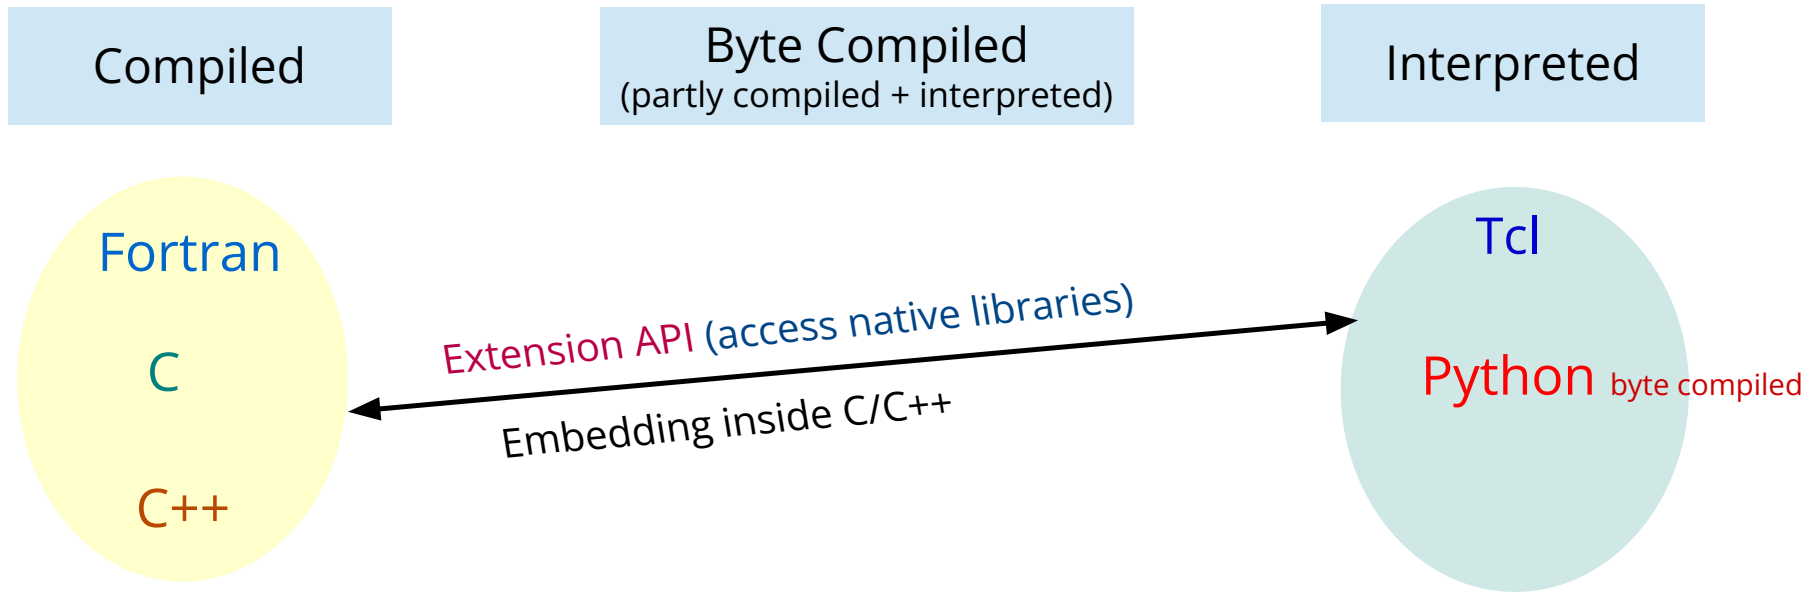 Compiled
Byte Compiled
(partly compiled + interpreted)
Interpreted
Fortran
C
C++
Extension API (access native libraries)
Embedding inside C/C++
Tcl
Python byte compiled